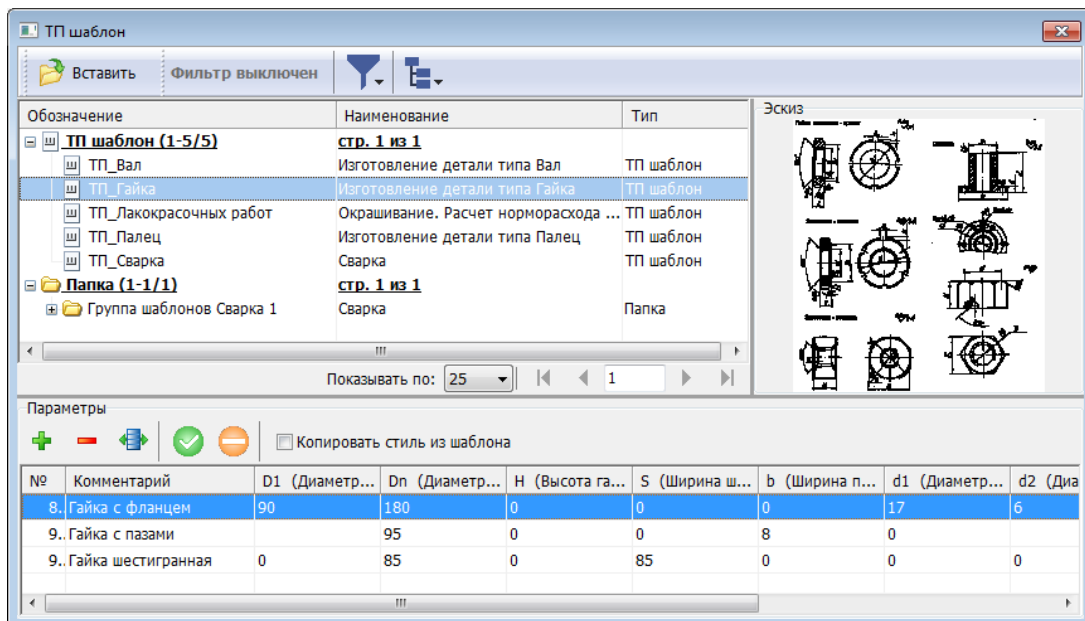 ТП шаблон
Вставить Фильтр выключен
Обозначение Наименование Тип
ТП шаблон (1-5/5) стр. 1 из 1
ТП_Вал Изготовление детали типа Вал ТП шаблон
ТП_Гайка Изготовление детали типа Гайка ТП шаблон
ТП_Лакокрасочных работ Окрашивание. Расчет норморасхода ... ТП шаблон
ТП_Палец Изготовление детали типа Палец ТП шаблон
ТП_Сварка Сварка ТП шаблон
Папка (1-1/1) стр. 1 из 1
Группа шаблонов Сварка 1 Сварка Папка
Показывать по: 25 1
Эскиз
Параметры
Копировать стиль из шаблона
№ Комментарий D1 (Диаметр... Dn (Диаметр... H (Высота га... S (Ширина ш... b (Ширина п... d1 (Диаметр... d2 (Диа
8.. Гайка с фланцем 90 180 0 0 0 17 6
9.. Гайка с пазами 95 0 0 8 0
9.. Гайка шестигранная 0 85 0 85 0 0 0